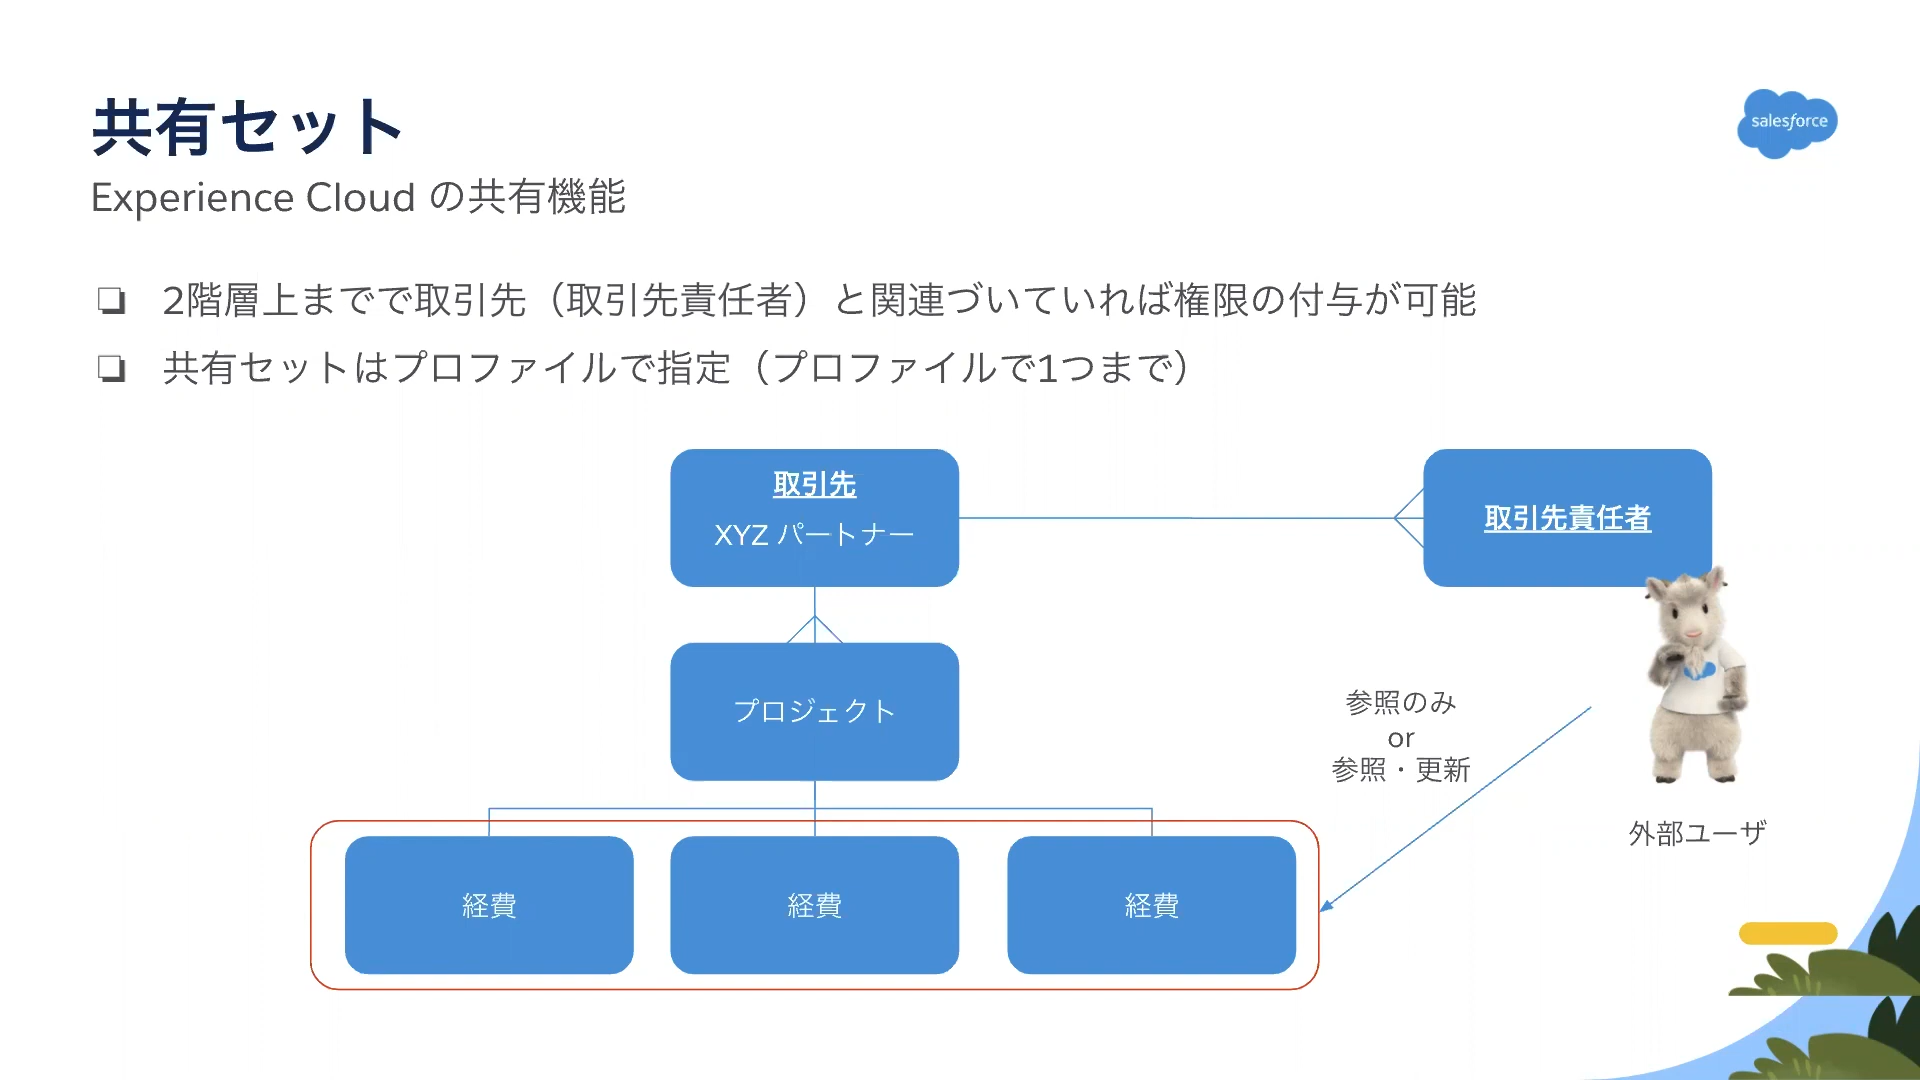 共有セット
salesforce
Experience Cloud の共有機能
❏ 2階層上までで取引先（取引先責任者）と関連づいていれば権限の付与が可能
❏ 共有セットはプロファイルで指定（プロファイルで1つまで）
取引先
XYZ パートナー
取引先責任者
プロジェクト
参照のみ
or
参照・更新
外部ユーザ
経費
経費
経費